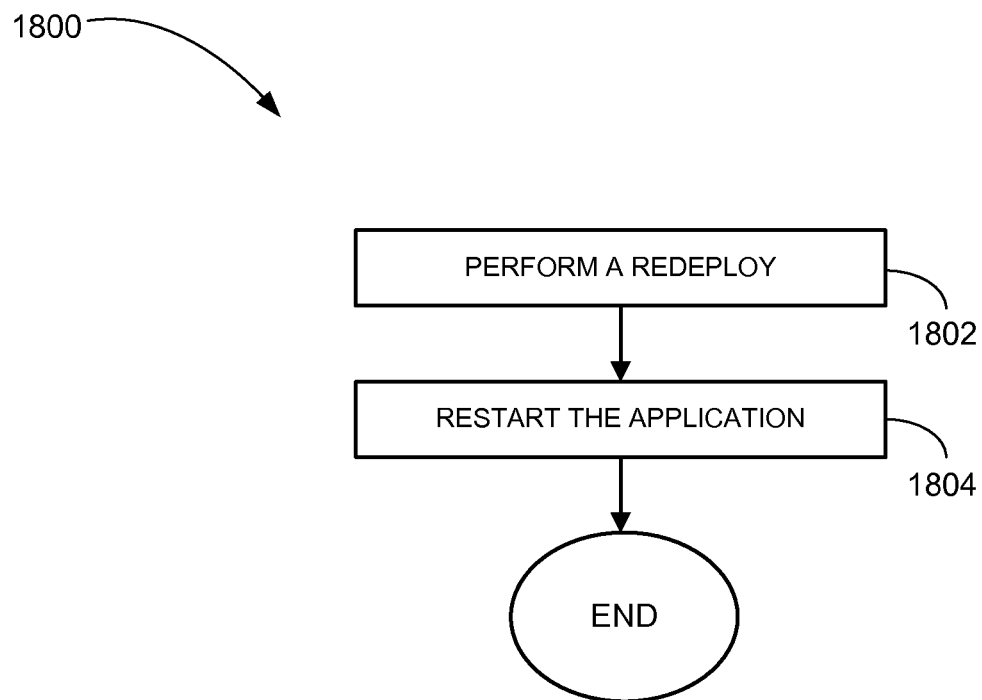 1800
PERFORM A REDEPLOY
1802
RESTART THE APPLICATION
1804
END